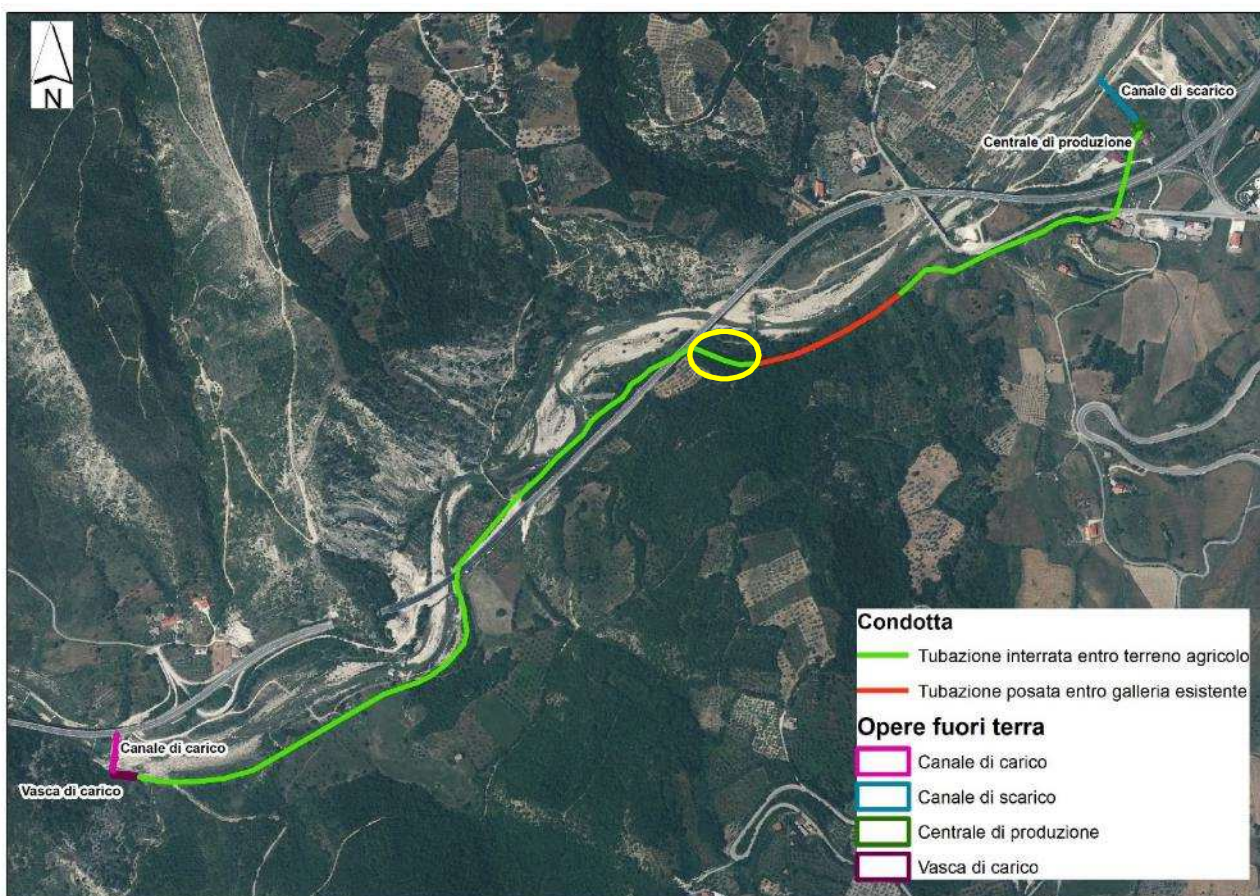 N
Canale di scarico
Centrale di produzione
Canale di carico
Vasca di carico
Condotta
Tubazione interrata entro terreno agricolo
Tubazione posata entro galleria esistente
Opere fuori terra
Canale di carico
Canale di scarico
Centrale di produzione
Vasca di carico